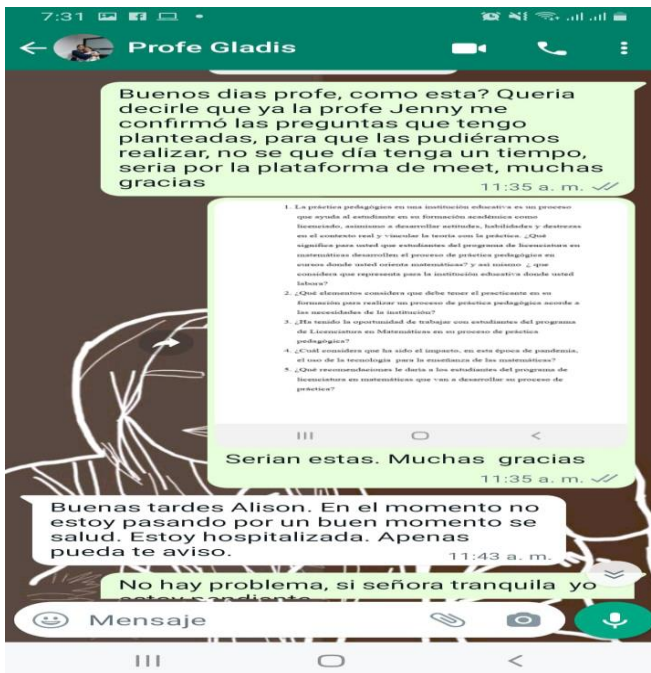 7:31
Profe Gladis
Buenos dias profe, como esta? Queria
decirle que ya la profe Jenny me
confirmó las preguntas que tengo
planteadas, para que las pudiéramos
realizar, no se que día tenga un tiempo,
seria por la plataforma de meet, muchas
gracias
11:35 a. m.
1. La práctica pedagógica en una institución educativa es un proceso
que ayuda al estudiante en su formación académica como
licenciado, asimismo a desarrollar actitudes, habilidades y destrezas
en el contexto real y vincular la teoría con la práctica. ¿Qué
significa para usted que estudiantes del programa de licenciatura en
matemáticas desarrollen el proceso de práctica pedagógica en
cursos donde usted orienta matemáticas? y así mismo ¿ que
considera que representa para la institución educativa donde usted
labora?
2. ¿Qué elementos considera que debe tener el practicante en su
formación para realizar un proceso de práctica pedagógica acorde a
las necesidades de la institución?
3. ¿Ha tenido la oportunidad de trabajar con estudiantes del programa
de Licenciatura en Matemáticas en su proceso de práctica
pedagógica?
4. ¿Cuál considera que ha sido el impacto, en esta época de pandemia,
el uso de la tecnología para la enseñanza de las matemáticas?
5. ¿Qué recomendaciones le daría a los estudiantes del programa de
licenciatura en matemáticas que van a desarrollar su proceso de
práctica?
Serian estas. Muchas gracias
11:35 a. m.
Buenas tardes Alison. En el momento no
estoy pasando por un buen momento se
salud. Estoy hospitalizada. Apenas
pueda te aviso.
11:43 a. m.
No hay problema, si señora tranquila yo
estoy pendiente
Mensaje